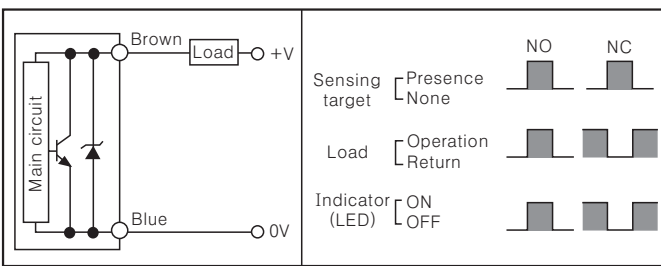 Brown
Load
+V
Main circuit
Blue
0V
NO NC
Sensing target
Presence
None
Load
Operation
Return
Indicator (LED)
ON
OFF